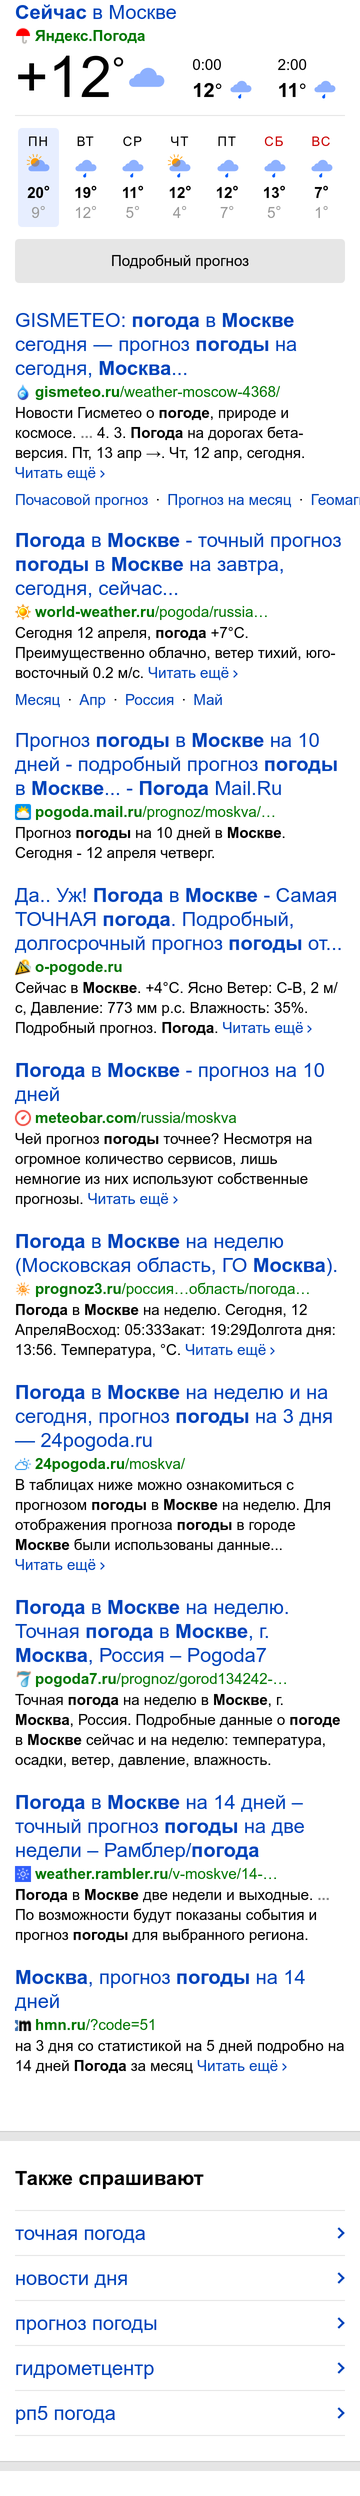 Сейчас в Москве
Яндекс.Погода
+12°
0:00
2:00
12°
11°
ПН ВТ СР ЧТ ПТ СБ ВС
20° 19° 11° 12° 12° 13° 7°
9° 12° 5° 4° 7° 5° 1°
Подробный прогноз
GISMETEO: погода в Москве
сегодня — прогноз погоды на
сегодня, Москва...
gismeteo.ru/weather-moscow-4368/
Новости Гисметео о погоде, природе и
космосе. ... 4. 3. Погода на дорогах бета-
версия. Пт, 13 апр →. Чт, 12 апр, сегодня.
Читать ещё ›
Почасовой прогноз · Прогноз на месяц · Геомаг
Погода в Москве - точный прогноз
погоды в Москве на завтра,
сегодня, сейчас...
world-weather.ru/pogoda/russia…
Сегодня 12 апреля, погода +7°C.
Преимущественно облачно, ветер тихий, юго-
восточный 0.2 м/с. Читать ещё ›
Месяц · Апр · Россия · Май
Прогноз погоды в Москве на 10
дней - подробный прогноз погоды
в Москве... - Погода Mail.Ru
pogoda.mail.ru/prognoz/moskva/…
Прогноз погоды на 10 дней в Москве.
Сегодня - 12 апреля четверг.
Да.. Уж! Погода в Москве - Самая
ТОЧНАЯ погода. Подробный,
долгосрочный прогноз погоды от...
o-pogode.ru
Сейчас в Москве. +4°C. Ясно Ветер: С-В, 2 м/
с, Давление: 773 мм р.с. Влажность: 35%.
Подробный прогноз. Погода. Читать ещё ›
Погода в Москве - прогноз на 10
дней
meteobar.com/russia/moskva
Чей прогноз погоды точнее? Несмотря на
огромное количество сервисов, лишь
немногие из них используют собственные
прогнозы. Читать ещё ›
Погода в Москве на неделю
(Московская область, ГО Москва).
prognoz3.ru/россия…область/погода…
Погода в Москве на неделю. Сегодня, 12
АпреляВосход: 05:33Закат: 19:29Долгота дня:
13:56. Температура, °C. Читать ещё ›
Погода в Москве на неделю и на
сегодня, прогноз погоды на 3 дня
— 24pogoda.ru
24pogoda.ru/moskva/
В таблицах ниже можно ознакомиться с
прогнозом погоды в Москве на неделю. Для
отображения прогноза погоды в городе
Москве были использованы данные...
Читать ещё ›
Погода в Москве на неделю.
Точная погода в Москве, г.
Москва, Россия – Pogoda7
pogoda7.ru/prognoz/gorod134242-…
Точная погода на неделю в Москве, г.
Москва, Россия. Подробные данные о погоде
в Москве сейчас и на неделю: температура,
осадки, ветер, давление, влажность.
Погода в Москве на 14 дней –
точный прогноз погоды на две
недели – Рамблер/погода
weather.rambler.ru/v-moskve/14-…
Погода в Москве две недели и выходные. ...
По возможности будут показаны события и
прогноз погоды для выбранного региона.
Москва, прогноз погоды на 14
дней
hmn.ru/?code=51
на 3 дня со статистикой на 5 дней подробно на
14 дней Погода за месяц Читать ещё ›
Также спрашивают
точная погода
новости дня
прогноз погоды
гидрометцентр
рп5 погода